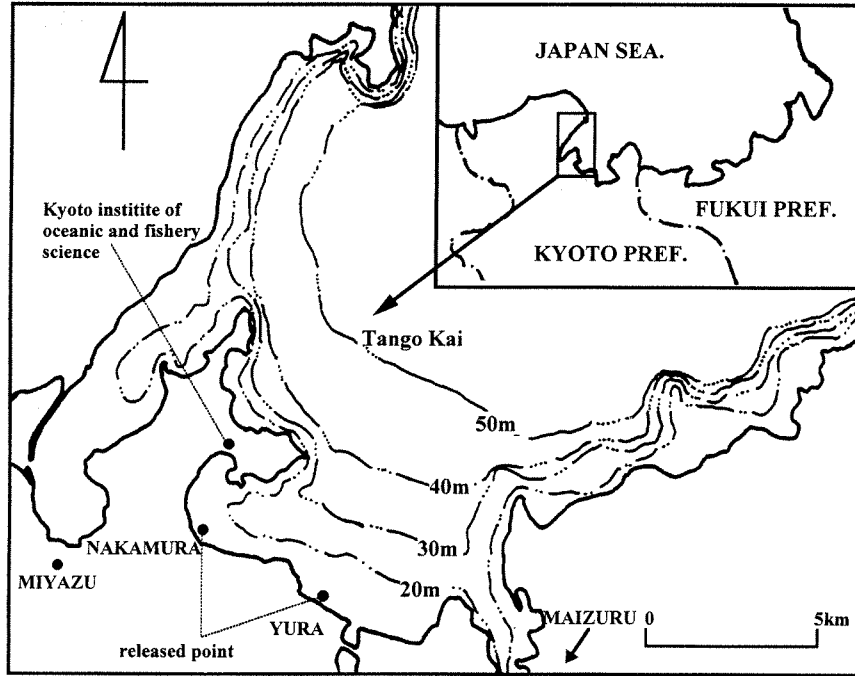 JAPAN SEA.
FUKUI PREF.
KYOTO PREF.
Kyoto institite of
oceanic and fishery
science
Tango Kai
50m
40m
30m
20m
NAKAMURA
MIYAZU
YURA
released point
MAIZURU
0
5km